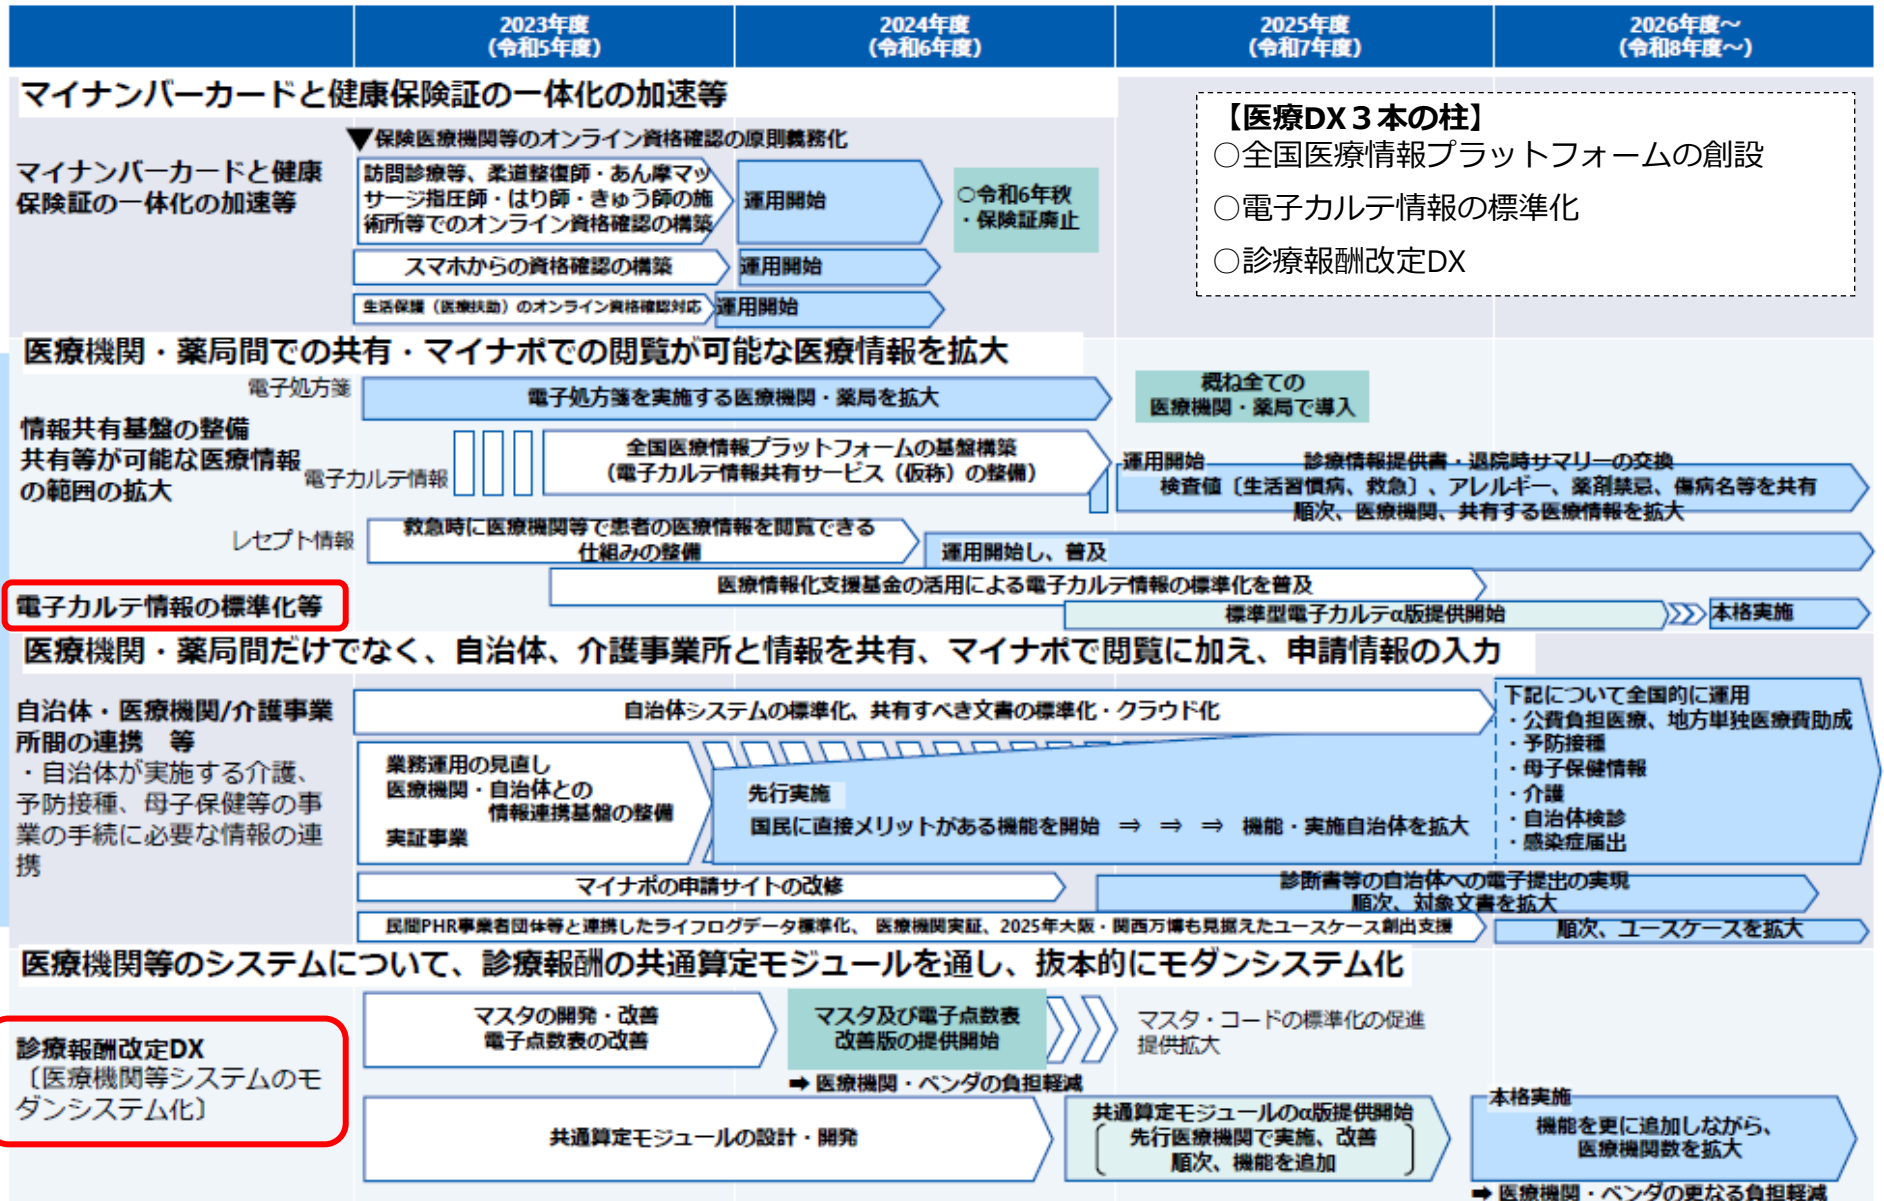 2023年度
(令和5年度)
2024年度
(令和6年度)
2025年度
(令和7年度)
2026年度～
(令和8年度～)
マイナンバーカードと健康保険証の一体化の加速等
【医療DX３本の柱】
○全国医療情報プラットフォームの創設
○電子カルテ情報の標準化
○診療報酬改定DX
マイナンバーカードと健康
保険証の一体化の加速等
▼保険医療機関等のオンライン資格確認の原則義務化
訪問診療等、柔道整復師・あん摩マッ
サージ指圧師・はり師・きゅう師の施
術所等でのオンライン資格確認の構築
運用開始
○令和6年秋
・保険証廃止
スマホからの資格確認の構築
運用開始
生活保護（医療扶助）のオンライン資格確認対応
運用開始
医療機関・薬局間での共有・マイナポでの閲覧が可能な医療情報を拡大
情報共有基盤の整備
共有等が可能な医療情報
の範囲の拡大
電子処方箋
電子処方箋を実施する医療機関・薬局を拡大
概ね全ての
医療機関・薬局で導入
電子カルテ情報
全国医療情報プラットフォームの基盤構築
（電子カルテ情報共有サービス（仮称）の整備）
運用開始
診療情報提供書・退院時サマリーの交換
検査値〔生活習慣病、救急〕、アレルギー、薬剤禁忌、傷病名等を共有
順次、医療機関、共有する医療情報を拡大
レセプト情報
救急時に医療機関等で患者の医療情報を閲覧できる
仕組みの整備
運用開始し、普及
電子カルテ情報の標準化等
医療情報化支援基金の活用による電子カルテ情報の標準化を普及
標準型電子カルテα版提供開始
本格実施
医療機関・薬局間だけでなく、自治体、介護事業所と情報を共有、マイナポで閲覧に加え、申請情報の入力
自治体・医療機関/介護事業
所間の連携　等
・自治体が実施する介護、
予防接種、母子保健等の事
業の手続に必要な情報の連
携
自治体システムの標準化、共有すべき文書の標準化・クラウド化
業務運用の見直し
医療機関・自治体との
情報連携基盤の整備
実証事業
先行実施
国民に直接メリットがある機能を開始　⇒　⇒　⇒　機能・実施自治体を拡大
下記について全国的に運用
・公費負担医療、地方単独医療費助成
・予防接種
・母子保健情報
・介護
・自治体検診
・感染症届出
マイナポの申請サイトの改修
診断書等の自治体への電子提出の実現
順次、対象文書を拡大
民間PHR事業者団体等と連携したライフログデータ標準化、医療機関実証、2025年大阪・関西万博も見据えたユースケース創出支援
順次、ユースケースを拡大
医療機関等のシステムについて、診療報酬の共通算定モジュールを通し、抜本的にモダンシステム化
診療報酬改定DX
〔医療機関等システムのモ
ダンシステム化〕
マスタの開発・改善
電子点数表の改善
マスタ及び電子点数表
改善版の提供開始
マスタ・コードの標準化の促進
提供拡大
➡ 医療機関・ベンダの負担軽減
共通算定モジュールの設計・開発
共通算定モジュールのα版提供開始
先行医療機関で実施、改善
順次、機能を追加
本格実施
機能を更に追加しながら、
医療機関数を拡大
➡ 医療機関・ベンダの更なる負担軽減